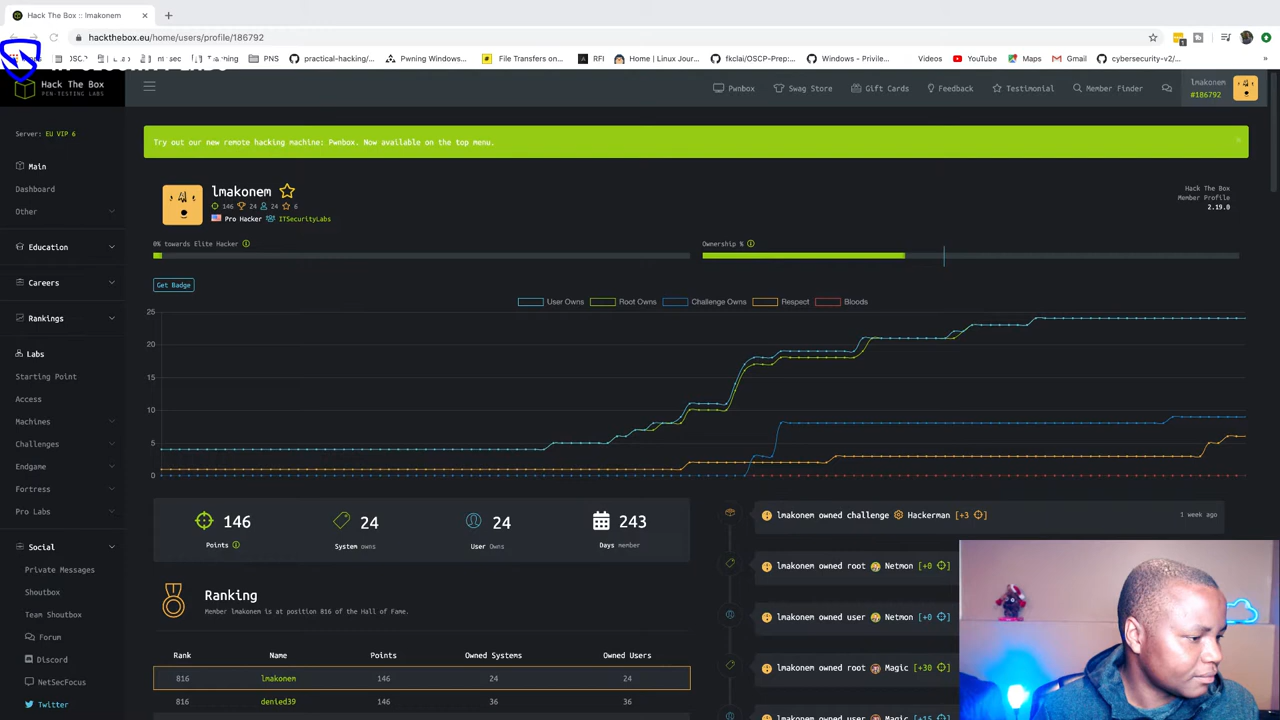 Hack The Box :: lmakonem
hackthebox.eu/home/users/profile/186792
PNS
practical-hacking/...
Pwning Windows...
File Transfers on...
RFI
Home | Linux Jour...
fkclai/OSCP-Prep:...
Windows - Privile...
Videos
YouTube
Maps
Gmail
cybersecurity-v2/...
»
Hack The Box
PEN-TESTING LABS
Pwnbox
Swag Store
Gift Cards
Feedback
Testimonial
Member Finder
lmakonem
#186792
Server: EU VIP 6
Main
Dashboard
Other
Education
Careers
Rankings
Labs
Starting Point
Access
Machines
Challenges
Endgame
Fortress
Pro Labs
Social
Private Messages
Shoutbox
Team Shoutbox
Forum
Discord
NetSecFocus
Twitter
Try out our new remote hacking machine: Pwnbox. Now available on the top menu.
lmakonem
146 24 24 6
Pro Hacker ITSecurityLabs
Hack The Box
Member Profile
2.19.0
0% towards Elite Hacker
Ownership %
Get Badge
User Owns Root Owns Challenge Owns Respect Bloods
25
20
15
10
5
0
146
Points
24
System owns
24
User Owns
243
Days member
Ranking
Member lmakonem is at position 816 of the Hall of Fame.
Rank Name Points Owned Systems Owned Users
816 lmakonem 146 24 24
816 denied39 146 36 36
lmakonem owned challenge Hackerman [+3 ]
1 week ago
lmakonem owned root Netmon [+0 ]
lmakonem owned user Netmon [+0 ]
lmakonem owned root Magic [+30 ]
lmakonem owned user Magic [+15 ]